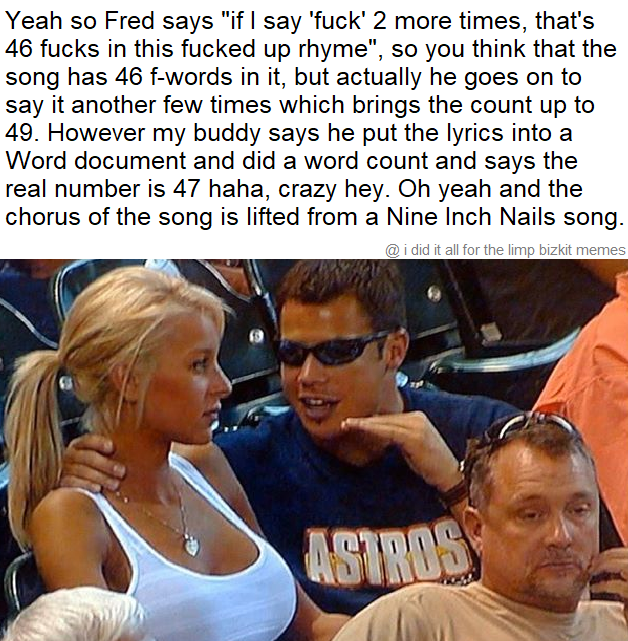 Yeah so Fred says "if I say 'fuck' 2 more times, that's
46 fucks in this fucked up rhyme", so you think that the
song has 46 f-words in it, but actually he goes on to
say it another few times which brings the count up to
49. However my buddy says he put the lyrics into a
Word document and did a word count and says the
real number is 47 haha, crazy hey. Oh yeah and the
chorus of the song is lifted from a Nine Inch Nails song.
@ i did it all for the limp bizkit memes
ASTROS